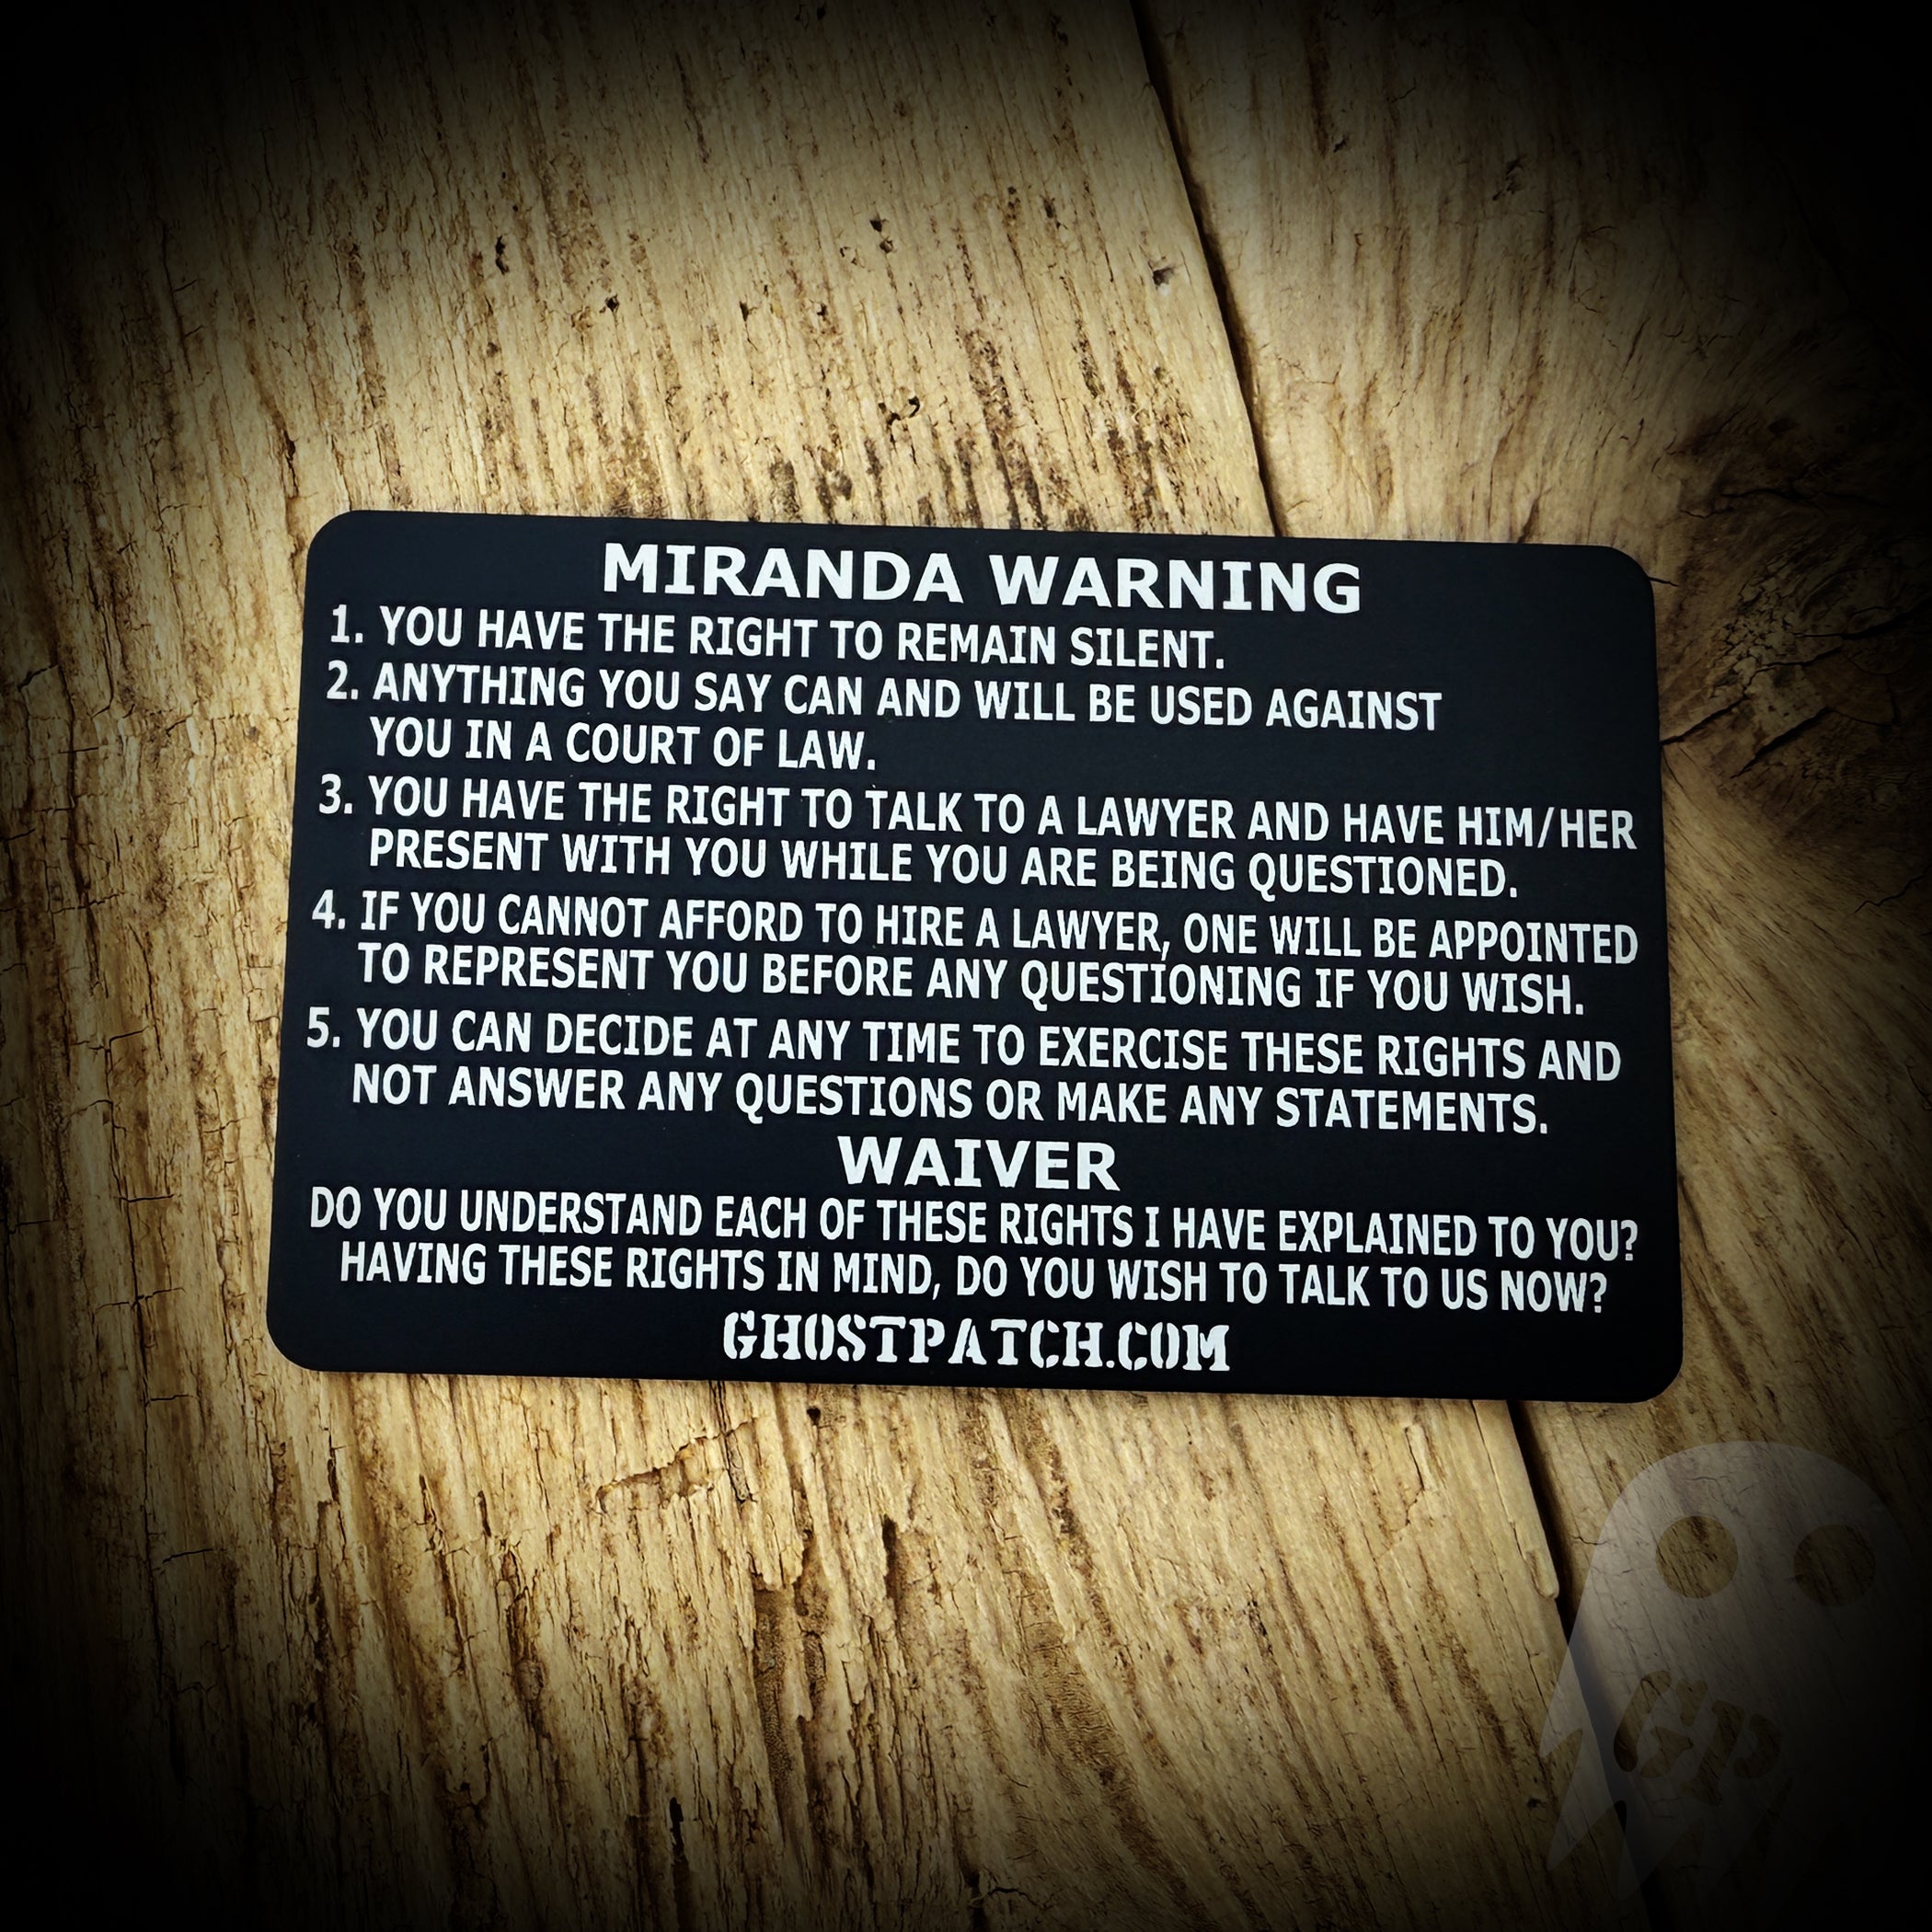 MIRANDA WARNING
1. YOU HAVE THE RIGHT TO REMAIN SILENT.
2. ANYTHING YOU SAY CAN AND WILL BE USED AGAINST
YOU IN A COURT OF LAW.
3. YOU HAVE THE RIGHT TO TALK TO A LAWYER AND HAVE HIM/HER
PRESENT WITH YOU WHILE YOU ARE BEING QUESTIONED.
4. IF YOU CANNOT AFFORD TO HIRE A LAWYER, ONE WILL BE APPOINTED
TO REPRESENT YOU BEFORE ANY QUESTIONING IF YOU WISH.
5. YOU CAN DECIDE AT ANY TIME TO EXERCISE THESE RIGHTS AND
NOT ANSWER ANY QUESTIONS OR MAKE ANY STATEMENTS.
WAIVER
DO YOU UNDERSTAND EACH OF THESE RIGHTS I HAVE EXPLAINED TO YOU?
HAVING THESE RIGHTS IN MIND, DO YOU WISH TO TALK TO US NOW?
GHOSTPATCH.COM
GP